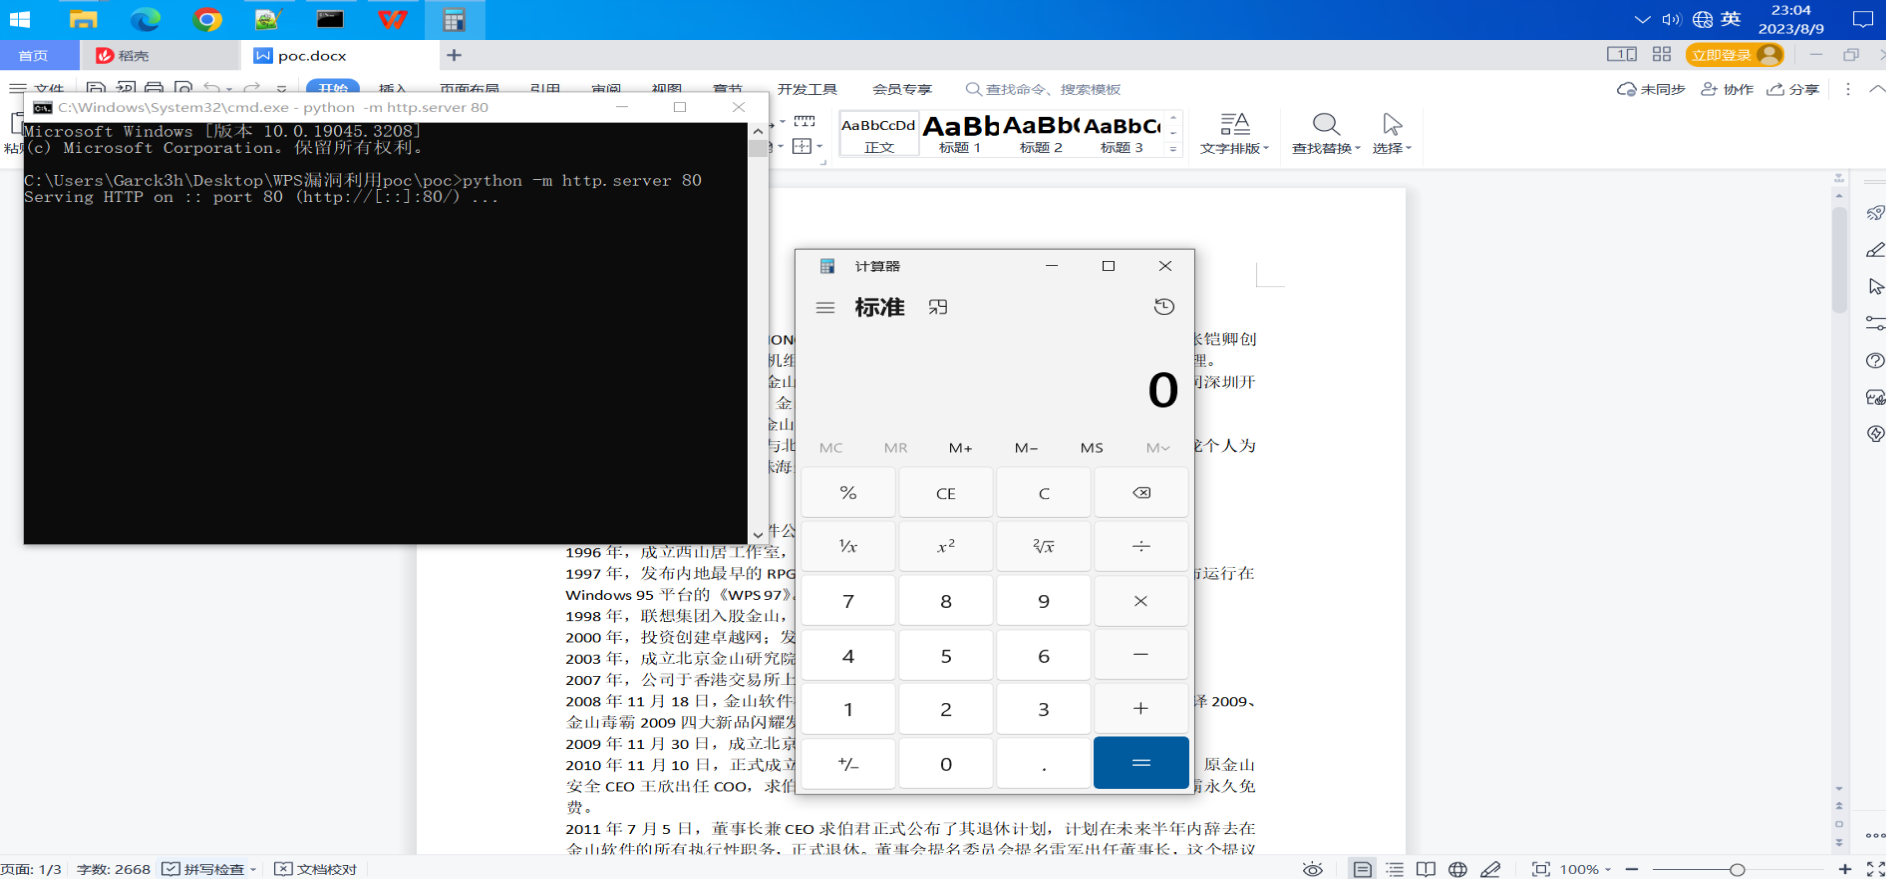 23:04
英
2023/8/9
首页
稻壳
poc.docx
立即登录
文件
开始
插入
页面布局
引用
审阅
视图
章节
开发工具
会员专享
查找命令、搜索模板
未同步
协作
分享
C:\Windows\System32\cmd.exe - python  -m http.server 80
Microsoft Windows [版本 10.0.19045.3208]
(c) Microsoft Corporation。保留所有权利。
C:\Users\Garck3h\Desktop\WPS漏洞利用poc\poc>python -m http.server 80
Serving HTTP on :: port 80 (http://[::]:80/) ...
AaBbCcDd
正文
标题 1
标题 2
标题 3
文字排版
查找替换
选择
计算器
标准
0
MC MR M+ M- MS M
% CE C
÷
7 8 9 ×
4 5 6 −
1 2 3 +
+/− 0 . =
铠卿创
机组
理。
金山
司深圳开
金
金山
与北
个人为
珠海
件公
1996 年，成立西山居工作室，
1997 年，发布内地最早的 RPG
运行在
Windows 95 平台的《WPS 97》。
1998 年，联想集团入股金山，
2000 年，投资创建卓越网；发
2003 年，成立北京金山研究院
2007 年，公司于香港交易所上
2008 年 11 月 18 日，金山软件
2009、
金山毒霸 2009 四大新品闪耀发
2009 年 11 月 30 日，成立北京
2010 年 11 月 10 日，正式成立
原金山
安全 CEO 王欣出任 COO，求伯
霸永久免
费。
2011 年 7 月 5 日，董事长兼 CEO 求伯君正式公布了其退休计划，计划在未来半年内辞去在
金山软件的所有执行性职务，正式退休。董事会提名委员会提名雷军出任董事长，这个提议
页面: 1/3
字数: 2668
拼写检查
文档校对
100%